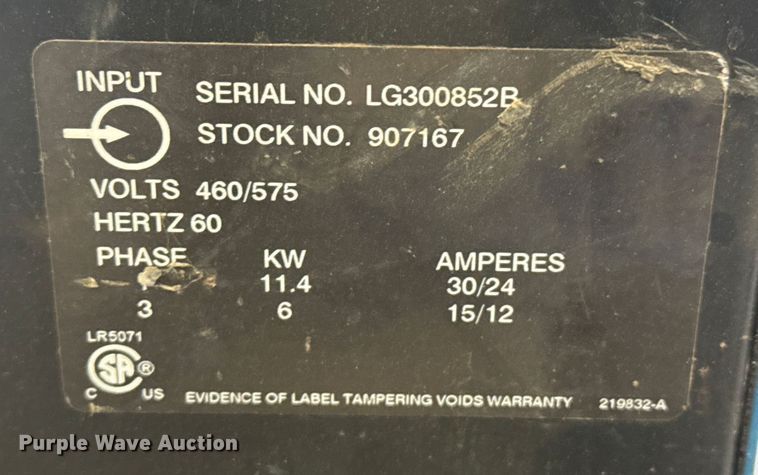 INPUT
SERIAL NO. LG300852B
STOCK NO. 907167
VOLTS 460/575
HERTZ 60
PHASE KW AMPERES
11.4 30/24
3 6 15/12
LR5071
SA ®
C US
EVIDENCE OF LABEL TAMPERING VOIDS WARRANTY 219832-A
Purple Wave Auction